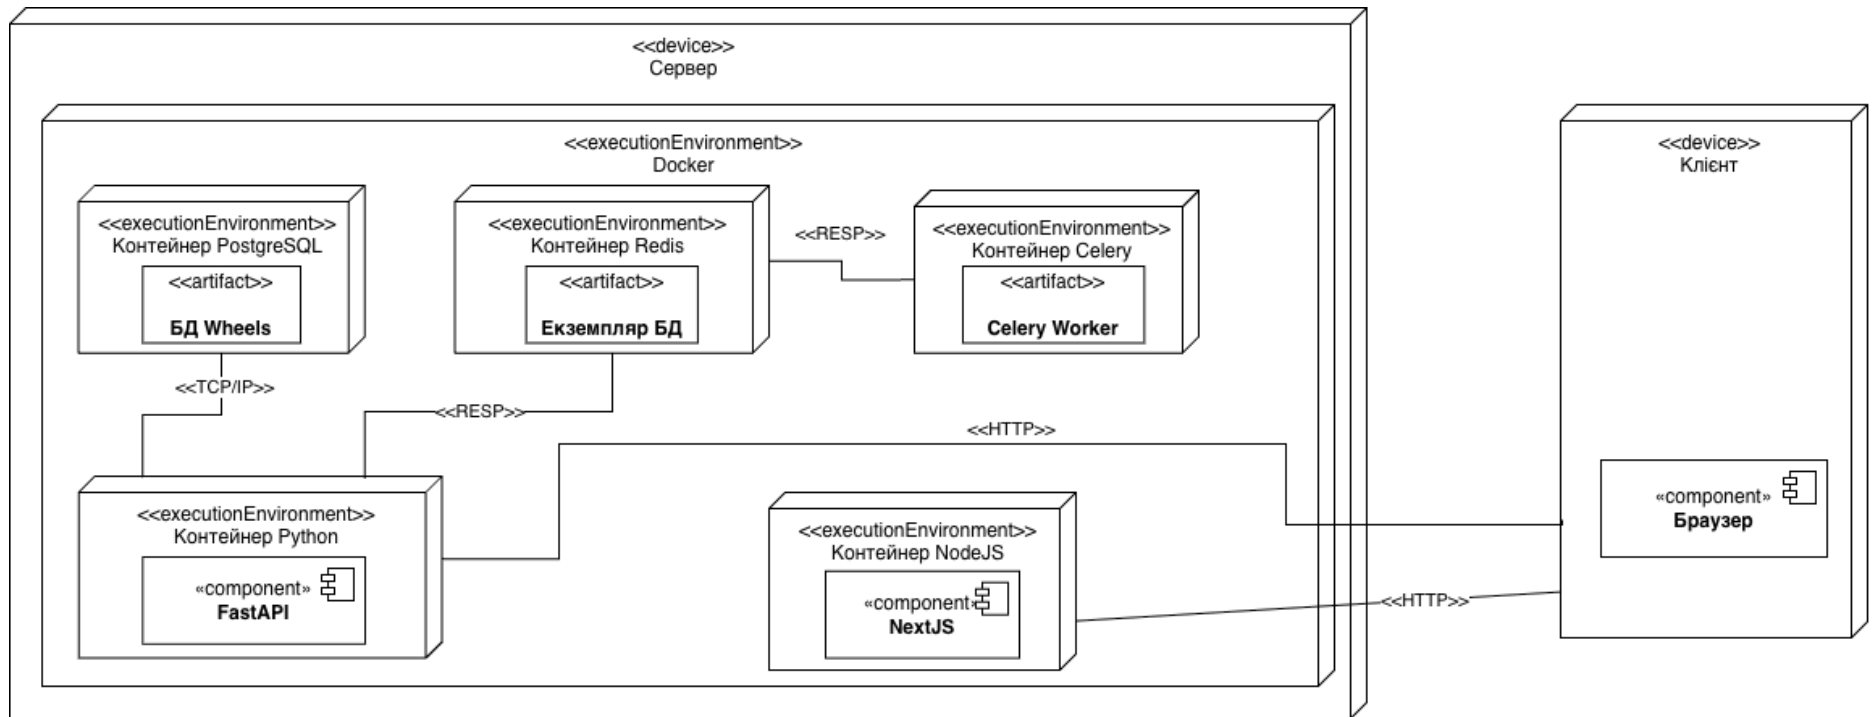 <<device>>
Сервер
<<executionEnvironment>>
Docker
<<executionEnvironment>>
Контейнер PostgreSQL
<<artifact>>
БД Wheels
<<executionEnvironment>>
Контейнер Redis
<<artifact>>
Екземпляр БД
<<RESP>>
<<executionEnvironment>>
Контейнер Celery
<<artifact>>
Celery Worker
<<device>>
Клієнт
<<TCP/IP>>
<<RESP>>
<<HTTP>>
<<executionEnvironment>>
Контейнер Python
«component»
FastAPI
<<executionEnvironment>>
Контейнер NodeJS
«component»
NextJS
<<HTTP>>
«component»
Браузер